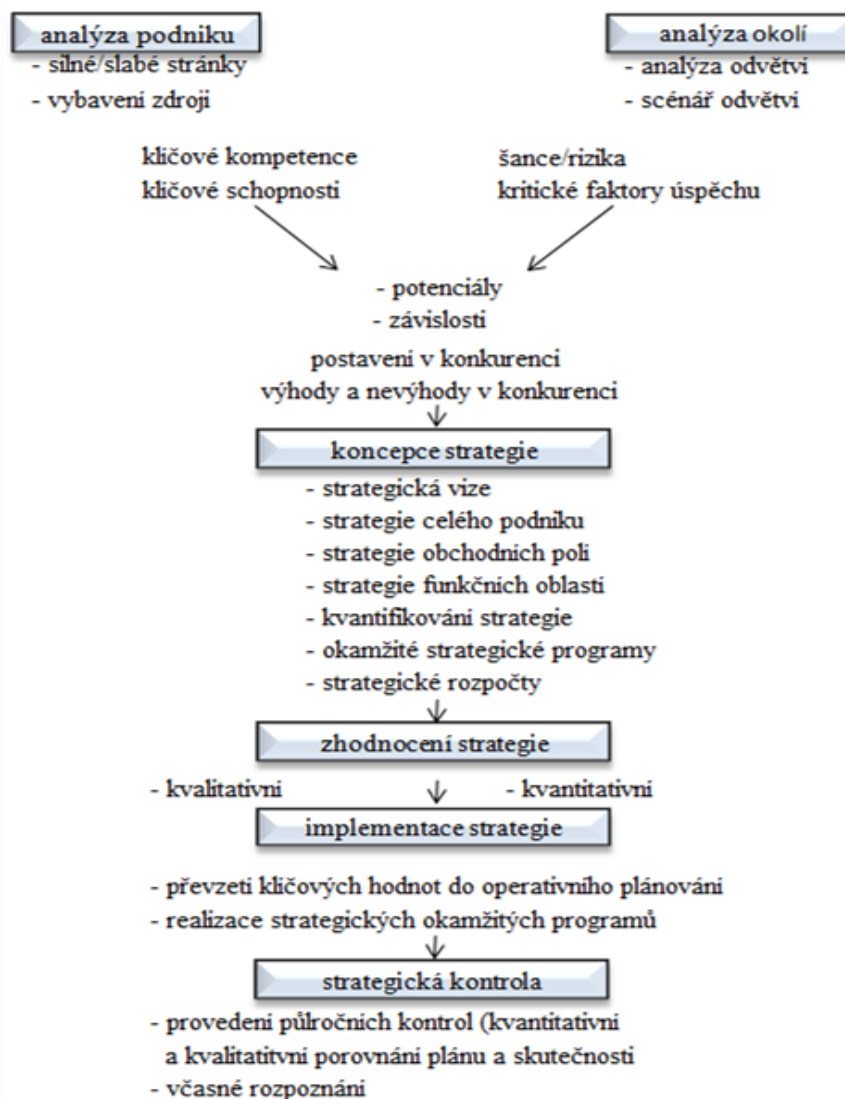 analýza podniku
- silné/slabé stránky
- vybavení zdroji
analýza okolí
- analýza odvětví
- scénář odvětví
klíčové kompetence
klíčové schopnosti
šance/rizika
kritické faktory úspěchu
- potenciály
- závislosti
postavení v konkurenci
výhody a nevýhody v konkurenci
koncepce strategie
- strategická vize
- strategie celého podniku
- strategie obchodních polí
- strategie funkčních oblastí
- kvantifikování strategie
- okamžité strategické programy
- strategické rozpočty
zhodnocení strategie
- kvalitativní
- kvantitativní
implementace strategie
- převzetí klíčových hodnot do operativního plánování
- realizace strategických okamžitých programů
strategická kontrola
- provedení půlročních kontrol (kvantitativní
a kvalitatitvní porovnání plánu a skutečnosti
- včasné rozpoznání